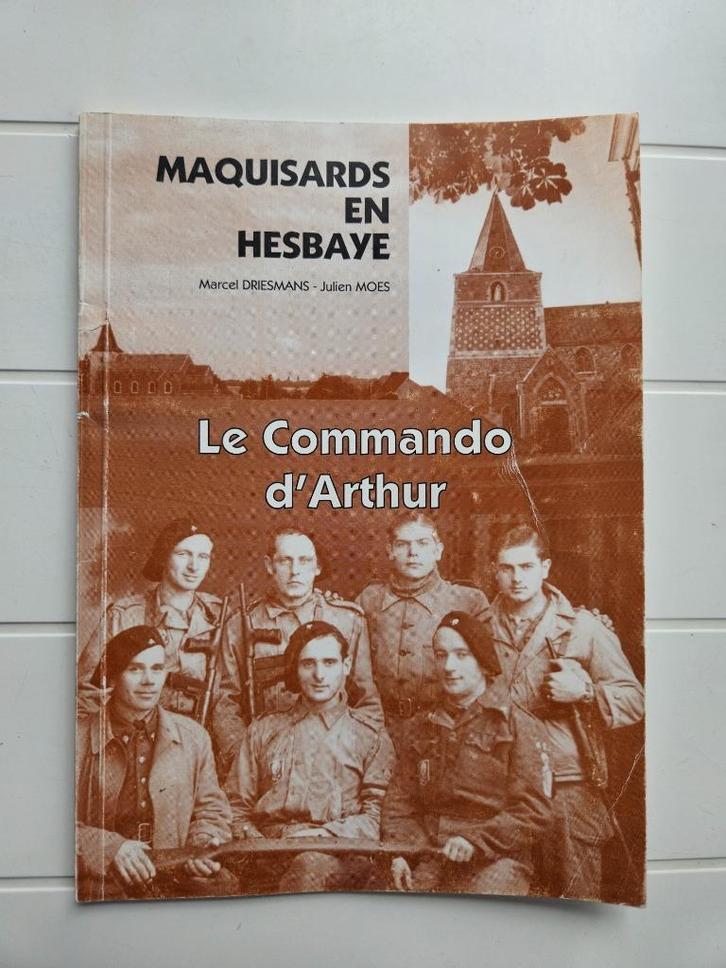 MAQUISARDS
EN
HESBAYE
Marcel DRIESMANS - Julien MOES
Le Commando
d'Arthur